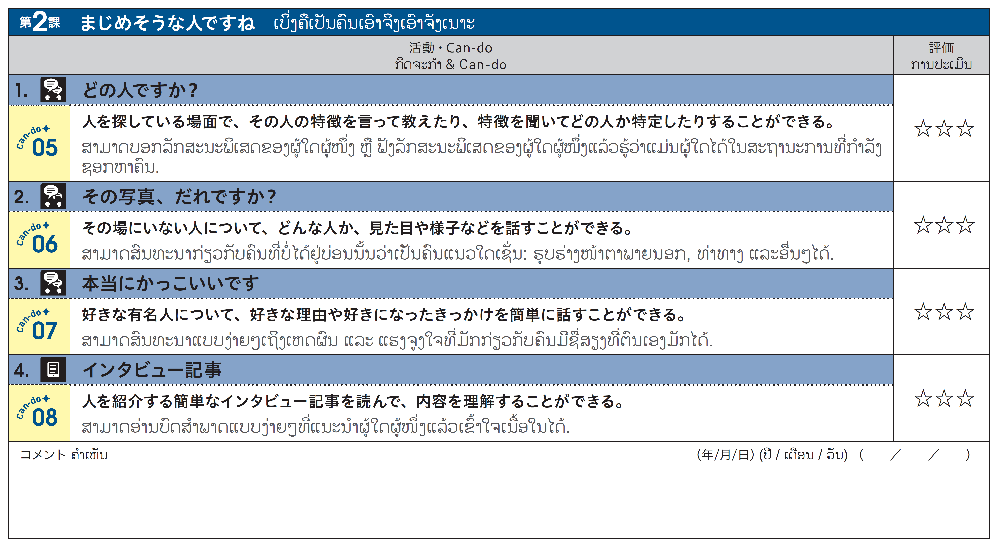 第2課 まじめそうな人ですね ເບິ່ງຄືເປັນຄົນເອົາຈິງເອົາຈັງເນາະ
活動・Can-do
ກິດຈະກຳ & Can-do
評価
ການປະເມີນ
1. どの人ですか？
Can-do 05
人を探している場面で、その人の特徴を言って教えたり、特徴を聞いてどの人か特定したりすることができる。
ສາມາດບອກລັກສະນະພິເສດຂອງຜູ້ໃດຜູ້ໜຶ່ງ ຫຼື ຟັງລັກສະນະພິເສດຂອງຜູ້ໃດຜູ້ໜຶ່ງແລ້ວຮູ້ວ່າແມ່ນຜູ້ໃດໄດ້ໃນສະຖານະການທີ່ກຳລັງ
ຊອກຫາຄົນ.
☆☆☆
2. その写真、だれですか？
Can-do 06
その場にいない人について、どんな人か、見た目や様子などを話すことができる。
ສາມາດສົນທະນາກ່ຽວກັບຄົນທີ່ບໍ່ໄດ້ຢູ່ບ່ອນນັ້ນວ່າເປັນຄົນແນວໃດເຊັ່ນ: ຮູບຮ່າງໜ້າຕາພາຍນອກ, ທ່າທາງ ແລະອື່ນໆໄດ້.
☆☆☆
3. 本当にかっこいいです
Can-do 07
好きな有名人について、好きな理由や好きになったきっかけを簡単に話すことができる。
ສາມາດສົນທະນາແບບງ່າຍໆເຖິງເຫດຜົນ ແລະ ແຮງຈູງໃຈທີ່ມັກກ່ຽວກັບຄົນມີຊື່ສຽງທີ່ຕົນເອງມັກໄດ້.
☆☆☆
4. インタビュー記事
Can-do 08
人を紹介する簡単なインタビュー記事を読んで、内容を理解することができる。
ສາມາດອ່ານບົດສຳພາດແບບງ່າຍໆທີ່ແນະນຳຜູ້ໃດຜູ້ໜຶ່ງແລ້ວເຂົ້າໃຈເນື້ອໃນໄດ້.
☆☆☆
コメント ຄຳເຫັນ
（年/月/日）(ປີ / ເດືອນ / ວັນ) （　　／　　／　　）